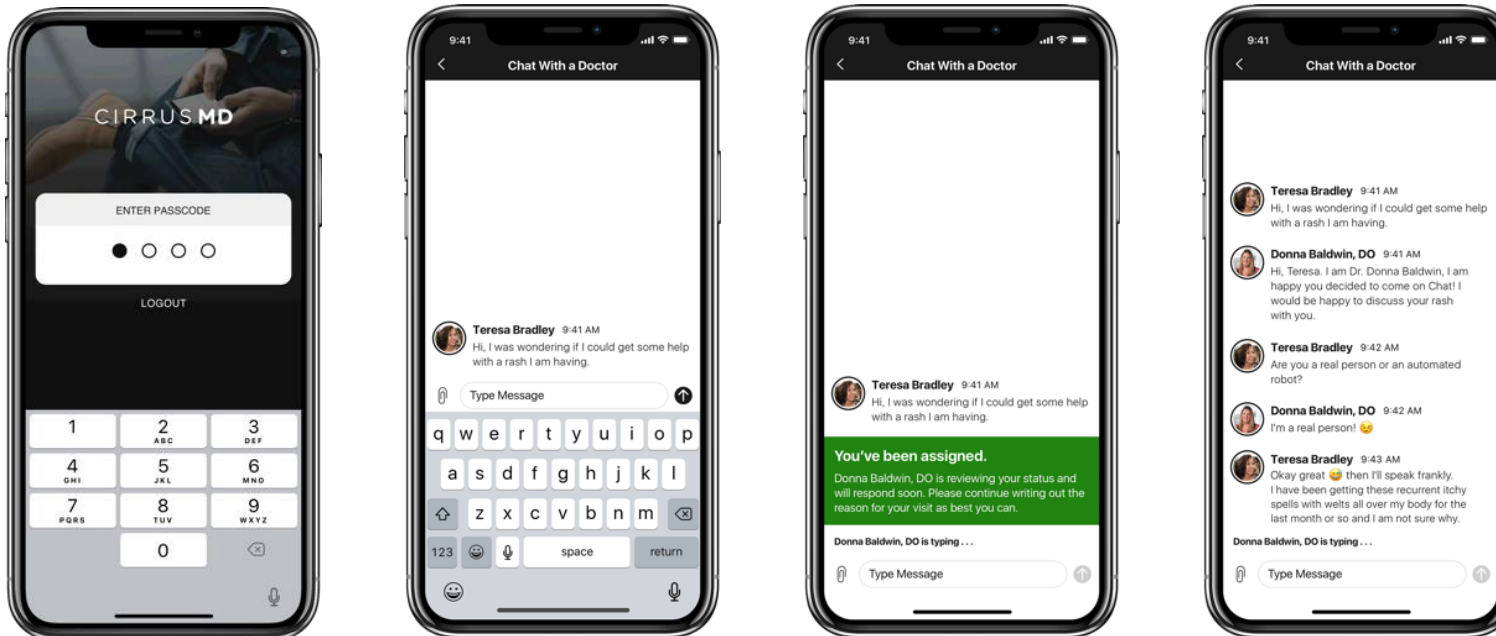 CIRRUSMD
ENTER PASSCODE
LOGOUT
1
2
ABC
3
DEF
4
GHI
5
JKL
6
MNO
7
PQRS
8
TUV
9
WXYZ
0
9:41
Chat With a Doctor
Teresa Bradley 9:41 AM
Hi, I was wondering if I could get some help
with a rash I am having.
Type Message
q w e r t y u i o p
a s d f g h j k l
z x c v b n m
123 space return
9:41
Chat With a Doctor
Teresa Bradley 9:41 AM
Hi, I was wondering if I could get some help
with a rash I am having.
You've been assigned.
Donna Baldwin, DO is reviewing your status and
will respond soon. Please continue writing out the
reason for your visit as best you can.
Donna Baldwin, DO is typing . . .
Type Message
9:41
Chat With a Doctor
Teresa Bradley 9:41 AM
Hi, I was wondering if I could get some help
with a rash I am having.
Donna Baldwin, DO 9:41 AM
Hi, Teresa. I am Dr. Donna Baldwin, I am
happy you decided to come on Chat! I
would be happy to discuss your rash
with you.
Teresa Bradley 9:42 AM
Are you a real person or an automated
robot?
Donna Baldwin, DO 9:42 AM
I'm a real person! 😉
Teresa Bradley 9:43 AM
Okay great 😅 then I'll speak frankly.
I have been getting these recurrent itchy
spells with welts all over my body for the
last month or so and I am not sure why.
Donna Baldwin, DO is typing . . .
Type Message